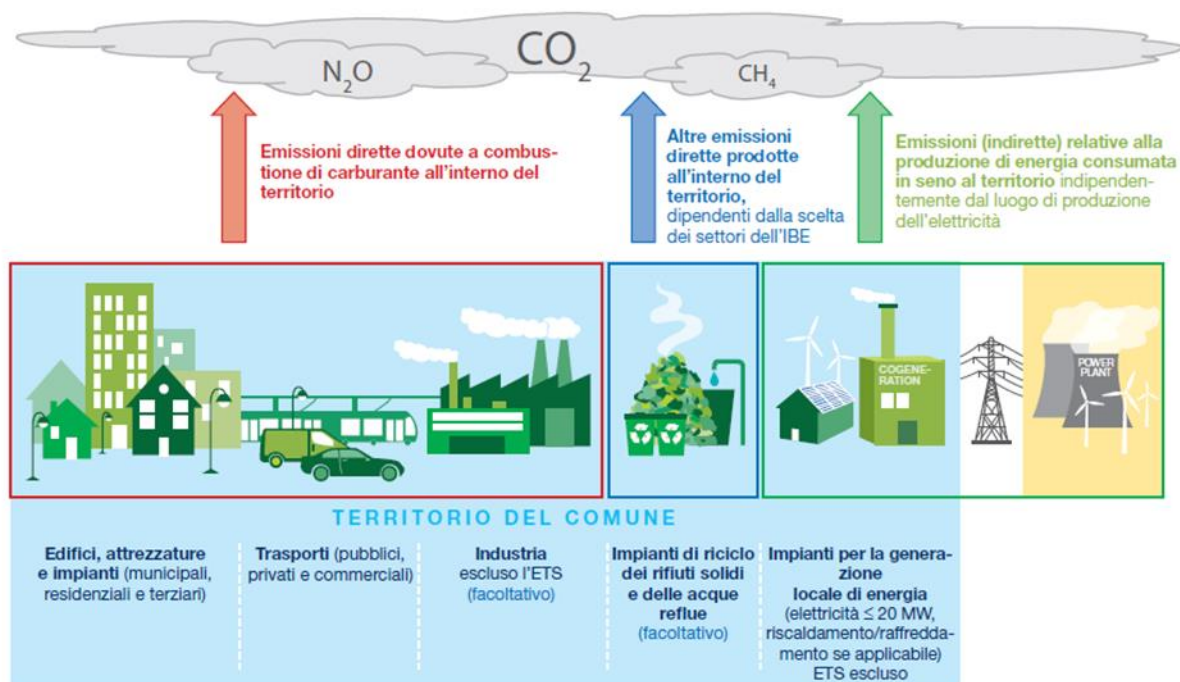 CO2
N2O
CH4
Emissioni dirette dovute a combus-
tione di carburante all'interno del
territorio
Altre emissioni
dirette prodotte
all'interno del
territorio,
dipendenti dalla scelta
dei settori dell'IBE
Emissioni (indirette) relative alla
produzione di energia consumata
in seno al territorio indipenden-
temente dal luogo di produzione
dell'elettricità
COGENE-
RATION
POWER
PLANT
TERRITORIO DEL COMUNE
Edifici, attrezzature
e impianti (municipali,
residenziali e terziari)
Trasporti (pubblici,
privati e commerciali)
Industria
escluso l'ETS
(facoltativo)
Impianti di riciclo
dei rifiuti solidi
e delle acque
reflue
(facoltativo)
Impianti per la genera-
zione
locale di energia
(elettricità ≤ 20 MW,
riscaldamento/raffredda-
mento se applicabile)
ETS escluso